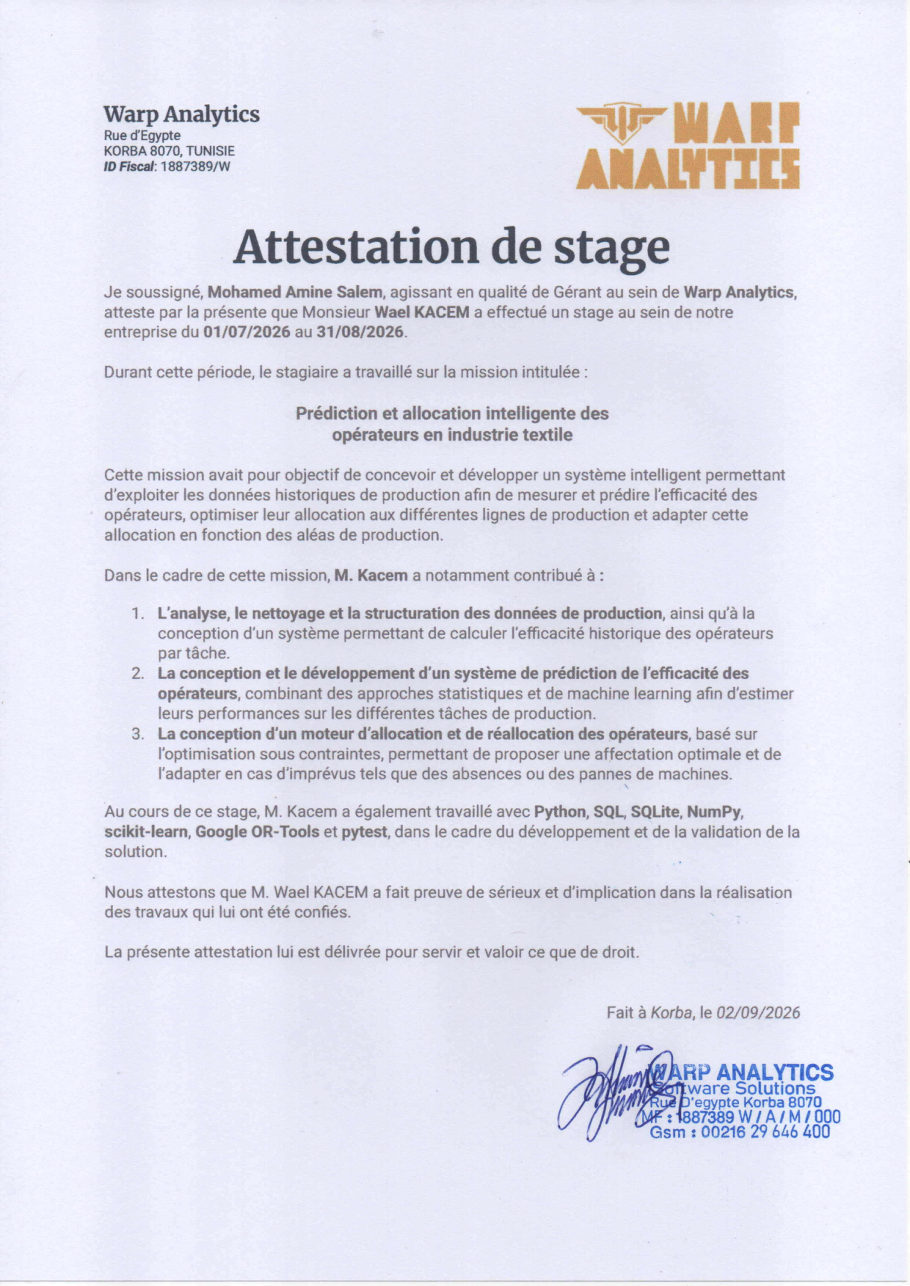 Warp Analytics
Rue d'Egypte
KORBA 8070, TUNISIE
ID Fiscal: 1887389/W
WARP
ANALYTICS
Attestation de stage
Je soussigné, Mohamed Amine Salem, agissant en qualité de Gérant au sein de Warp Analytics,
atteste par la présente que Monsieur Wael KACEM a effectué un stage au sein de notre
entreprise du 01/07/2026 au 31/08/2026.
Durant cette période, le stagiaire a travaillé sur la mission intitulée :
Prédiction et allocation intelligente des
opérateurs en industrie textile
Cette mission avait pour objectif de concevoir et développer un système intelligent permettant
d'exploiter les données historiques de production afin de mesurer et prédire l'efficacité des
opérateurs, optimiser leur allocation aux différentes lignes de production et adapter cette
allocation en fonction des aléas de production.
Dans le cadre de cette mission, M. Kacem a notamment contribué à :
1. L'analyse, le nettoyage et la structuration des données de production, ainsi qu'à la
conception d'un système permettant de calculer l'efficacité historique des opérateurs
par tâche.
2. La conception et le développement d'un système de prédiction de l'efficacité des
opérateurs, combinant des approches statistiques et de machine learning afin d'estimer
leurs performances sur les différentes tâches de production.
3. La conception d'un moteur d'allocation et de réallocation des opérateurs, basé sur
l'optimisation sous contraintes, permettant de proposer une affectation optimale et de
l'adapter en cas d'imprévus tels que des absences ou des pannes de machines.
Au cours de ce stage, M. Kacem a également travaillé avec Python, SQL, SQLite, NumPy,
scikit-learn, Google OR-Tools et pytest, dans le cadre du développement et de la validation de la
solution.
Nous attestons que M. Wael KACEM a fait preuve de sérieux et d'implication dans la réalisation
des travaux qui lui ont été confiés.
La présente attestation lui est délivrée pour servir et valoir ce que de droit.
Fait à Korba, le 02/09/2026
WARP ANALYTICS
Software Solutions
Rue D'egypte Korba 8070
MF : 1887389 W / A / M / 000
Gsm : 00216 29 646 400